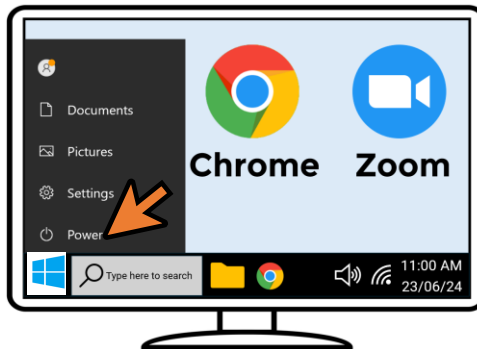 Documents
Pictures
Settings
Power
Chrome
Zoom
Type here to search
11:00 AM
23/06/24